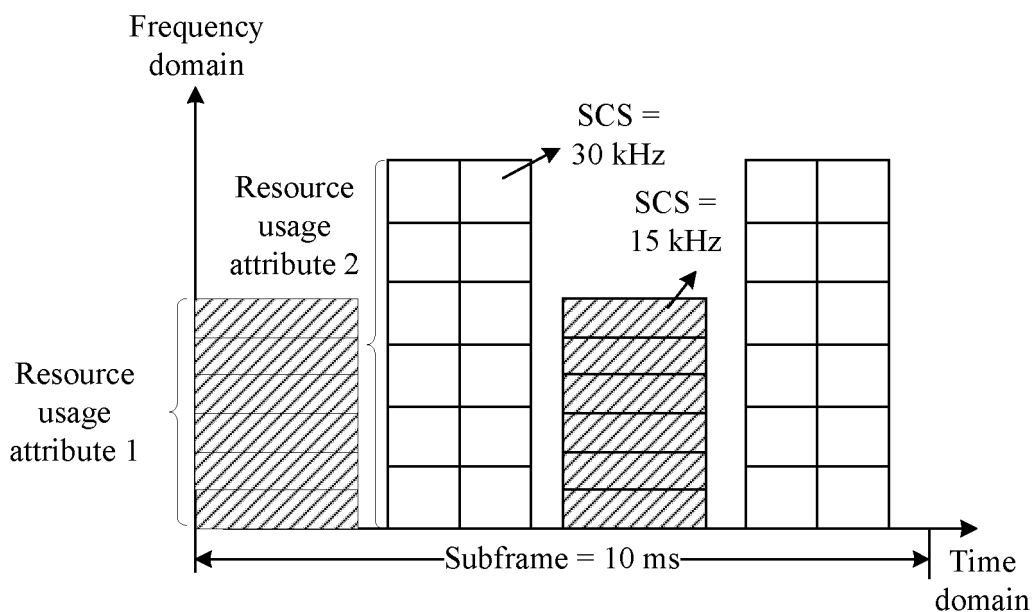 Frequency
domain
SCS =
30 kHz
Resource
usage
attribute 2
SCS =
15 kHz
Resource
usage
attribute 1
Subframe = 10 ms
Time
domain